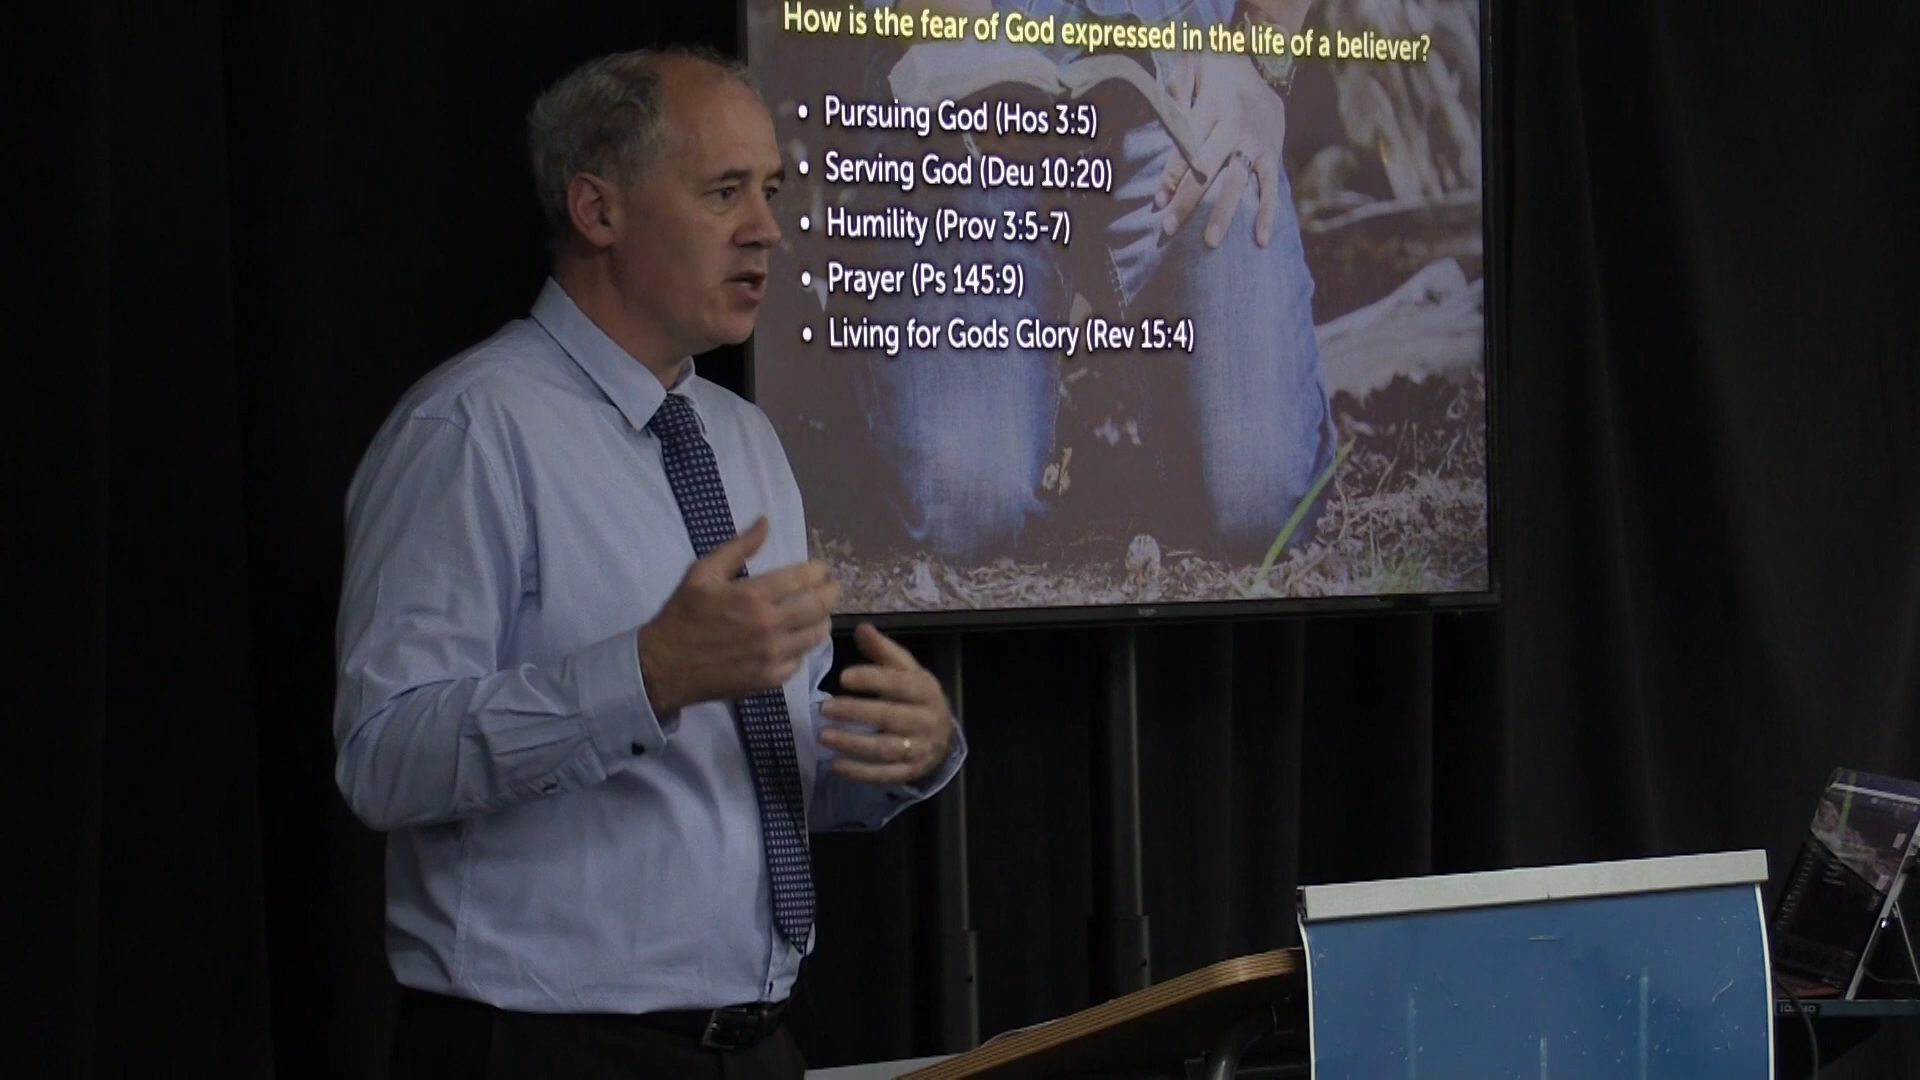 How is the fear of God expressed in the life of a believer?
• Pursuing God (Hos 3:5)
• Serving God (Deu 10:20)
• Humility (Prov 3:5-7)
• Prayer (Ps 145:9)
• Living for Gods Glory (Rev 15:4)